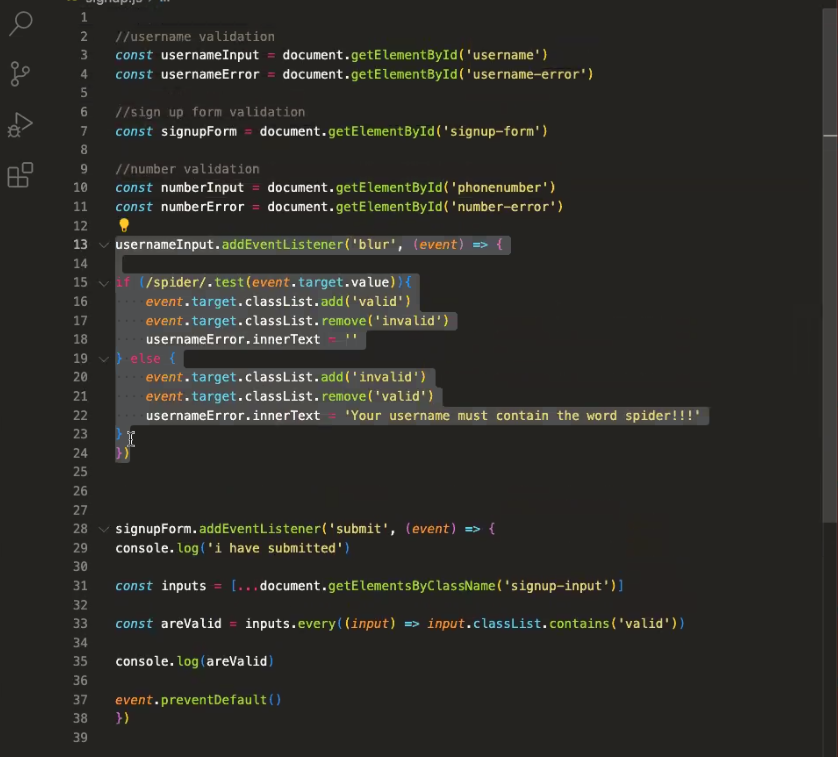 signup.js
1
2 //username validation
3 const usernameInput = document.getElementById('username')
4 const usernameError = document.getElementById('username-error')
5
6 //sign up form validation
7 const signupForm = document.getElementById('signup-form')
8
9 //number validation
10 const numberInput = document.getElementById('phonenumber')
11 const numberError = document.getElementById('number-error')
12
13 usernameInput.addEventListener('blur', (event) => {
14
15 if (/spider/.test(event.target.value)){
16 event.target.classList.add('valid')
17 event.target.classList.remove('invalid')
18 usernameError.innerText = ''
19 } else {
20 event.target.classList.add('invalid')
21 event.target.classList.remove('valid')
22 usernameError.innerText = 'Your username must contain the word spider!!!'
23 }
24 })
25
26
27
28 signupForm.addEventListener('submit', (event) => {
29 console.log('i have submitted')
30
31 const inputs = [...document.getElementsByClassName('signup-input')]
32
33 const areValid = inputs.every((input) => input.classList.contains('valid'))
34
35 console.log(areValid)
36
37 event.preventDefault()
38 })
39